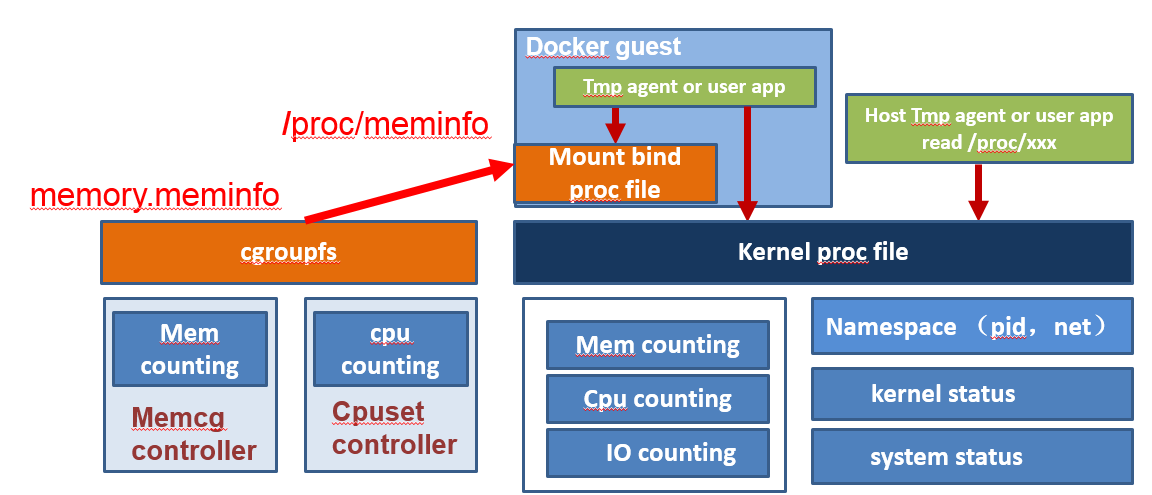 Docker guest
Tmp agent or user app
/proc/meminfo
Host Tmp agent or user app
read /proc/xxx
Mount bind
proc file
memory.meminfo
cgroupfs
Kernel proc file
Mem
counting
cpu
counting
Memcg
controller
Cpuset
controller
Mem counting
Cpu counting
IO counting
Namespace （pid，net）
kernel status
system status